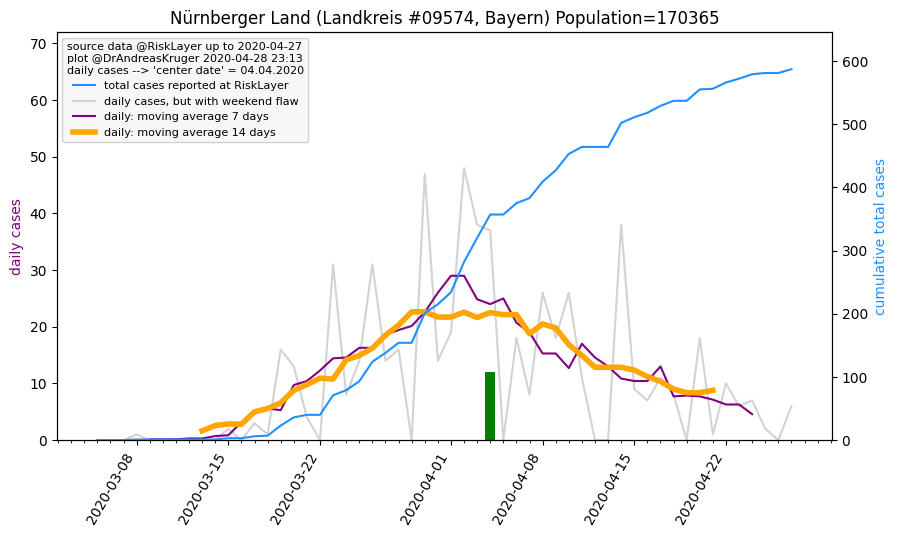 Nürnberger Land (Landkreis #09574, Bayern) Population=170365
source data @RiskLayer up to 2020-04-27
plot @DrAndreasKruger 2020-04-28 23:13
daily cases --> 'center date' = 04.04.2020
total cases reported at RiskLayer
daily cases, but with weekend flaw
daily: moving average 7 days
daily: moving average 14 days
daily cases
70
60
50
40
30
20
10
0
cumulative total cases
600
500
400
300
200
100
0
2020-03-08
2020-03-15
2020-03-22
2020-04-01
2020-04-08
2020-04-15
2020-04-22